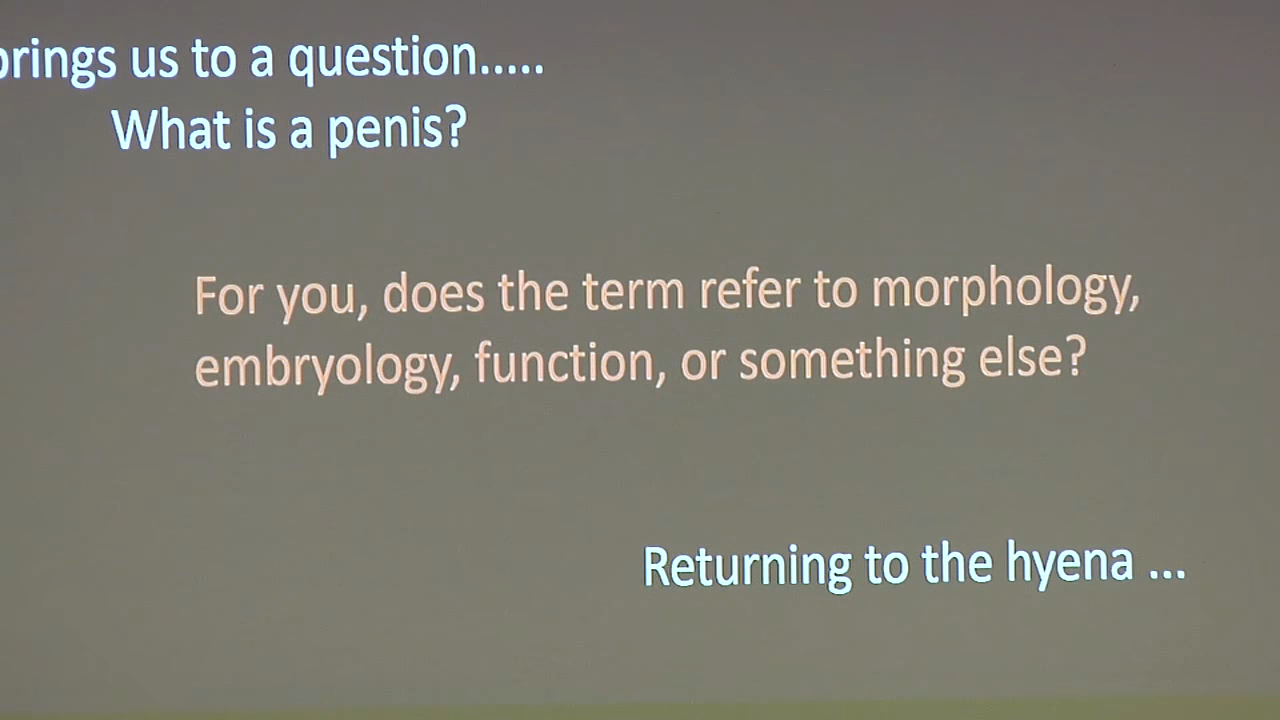 brings us to a question.....
What is a penis?
For you, does the term refer to morphology,
embryology, function, or something else?
Returning to the hyena ...